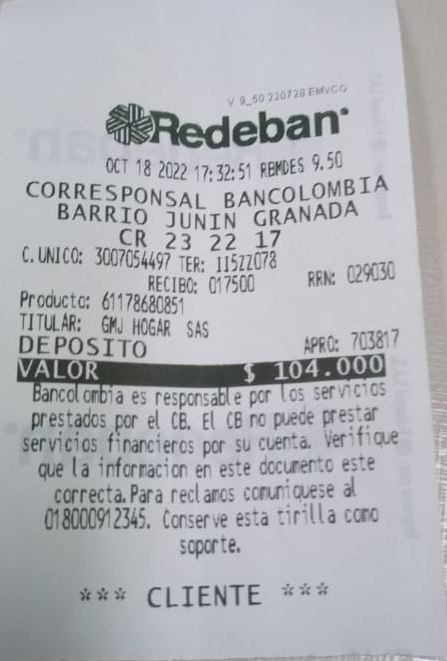 V 9_60 220728 EMVCO
Redeban
OCT 18 2022 17:32:51 RBMDES 9.50
CORRESPONSAL BANCOLOMBIA
BARRIO JUNIN GRANADA
CR 23 22 17
C. UNICO: 3007054497 TER: 115ZZ078
RECIBO: 017500 RRN: 029030
Producto: 61178680851
TITULAR: GMJ HOGAR SAS
DEPOSITO APRO: 703817
VALOR $ 104.000
Bancolombia es responsable por los servicios
prestados por el CB. El CB no puede prestar
servicios financieros por su cuenta. Verifique
que la informacion en este documento este
correcta. Para reclamos comuniquese al
018000912345. Conserve esta tirilla como
soporte.
*** CLIENTE ***